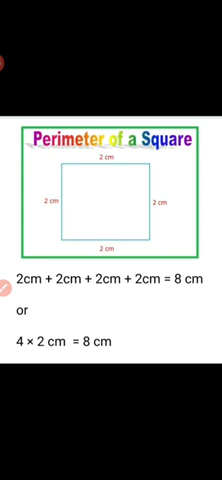 Perimeter of a Square
2 cm
2 cm
2 cm
2 cm
2cm + 2cm + 2cm + 2cm = 8 cm
or
4 × 2 cm = 8 cm